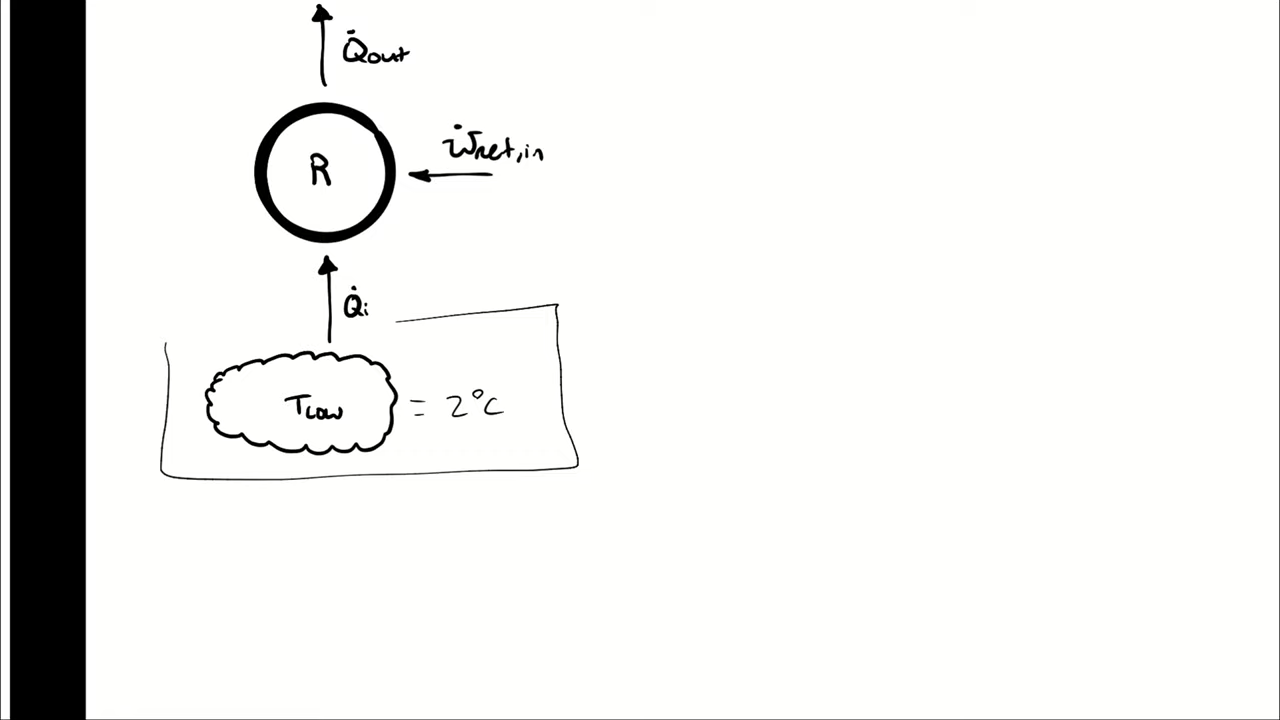 Q̇out
R
Ẇnet,in
Q̇i
TLow = 2°C